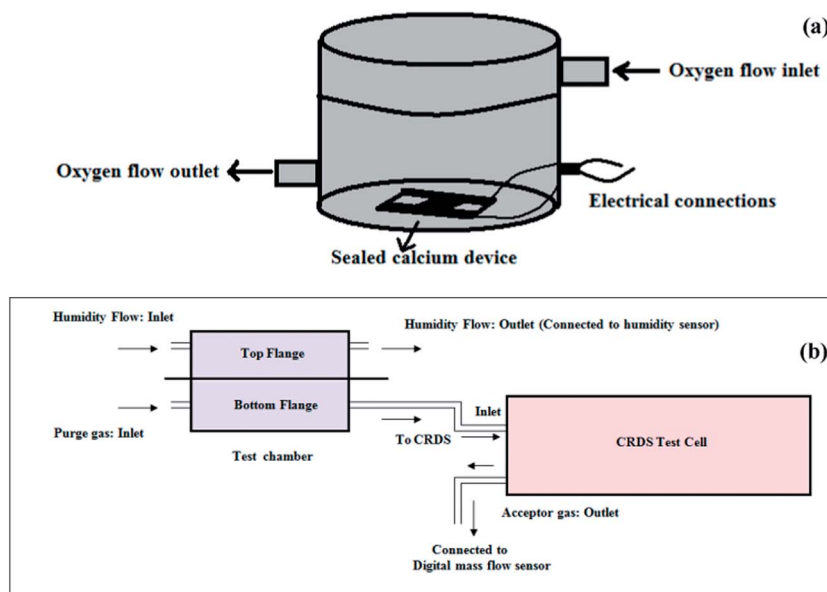 (a)
Oxygen flow inlet
Oxygen flow outlet
Electrical connections
Sealed calcium device
Humidity Flow: Inlet
Humidity Flow: Outlet (Connected to humidity sensor)
(b)
Top Flange
Bottom Flange
Inlet
Purge gas: Inlet
To CRDS
CRDS Test Cell
Test chamber
Acceptor gas: Outlet
Connected to
Digital mass flow sensor